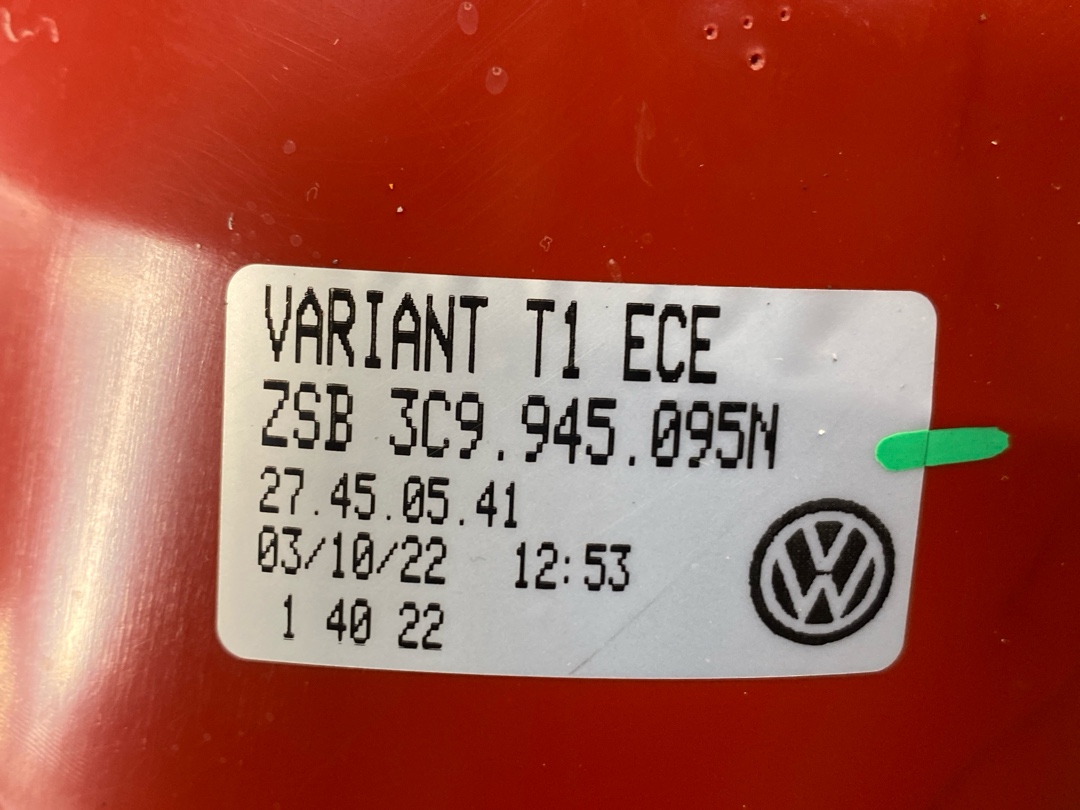 VARIANT T1 ECE
ZSB 3C9.945.095N
27.45.05.41
03/10/22 12:53
1 40 22
VW